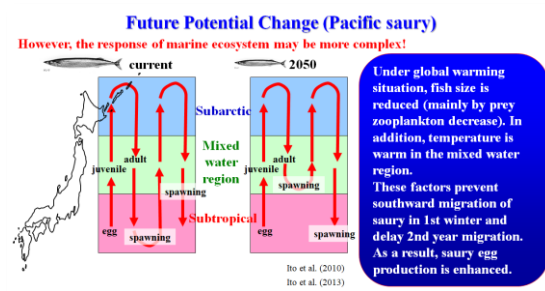 Future Potential Change (Pacific saury)
However, the response of marine ecosystem may be more complex!
current
2050
Subarctic
Mixed
water
region
Subtropical
juvenile
adult
spawning
egg
spawning
juvenile
adult
spawning
egg
spawning
Under global warming
situation, fish size is
reduced (mainly by prey
zooplankton decrease). In
addition, temperature is
warm in the mixed water
region.
These factors prevent
southward migration of
saury in 1st winter and
delay 2nd year migration.
As a result, saury egg
production is enhanced.
Ito et al. (2010)
Ito et al. (2013)